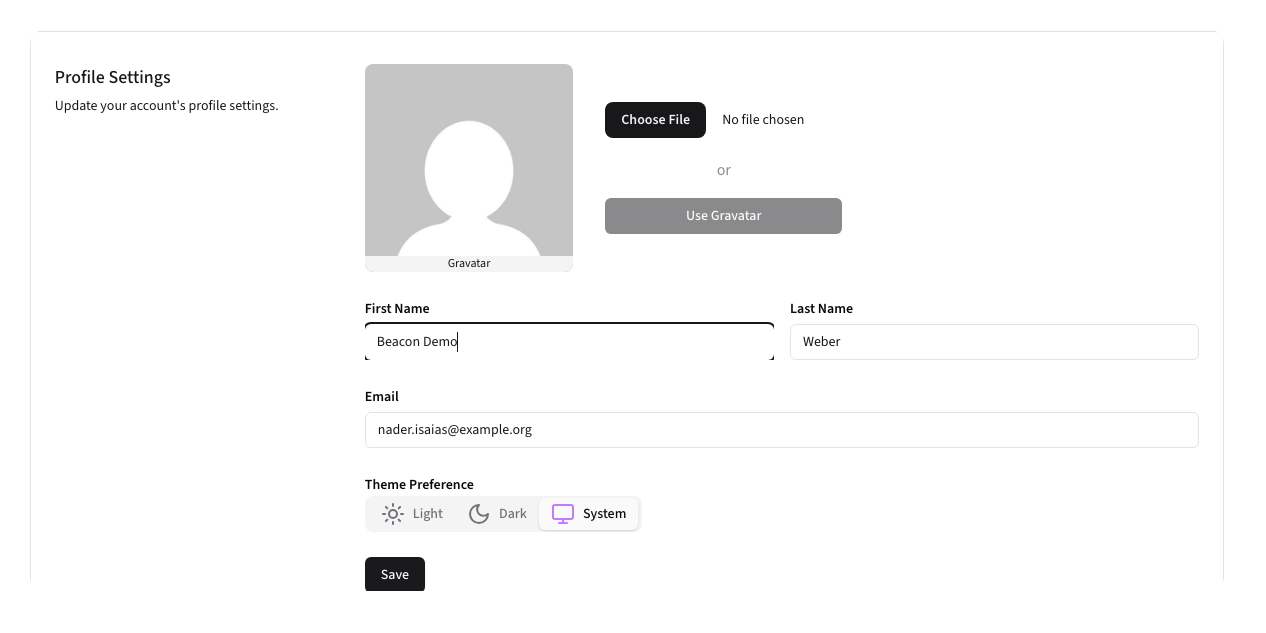 Profile Settings
Update your account's profile settings.
Choose File
No file chosen
or
Use Gravatar
Gravatar
First Name
Last Name
Beacon Demo
Weber
Email
nader.isaias@example.org
Theme Preference
Light
Dark
System
Save